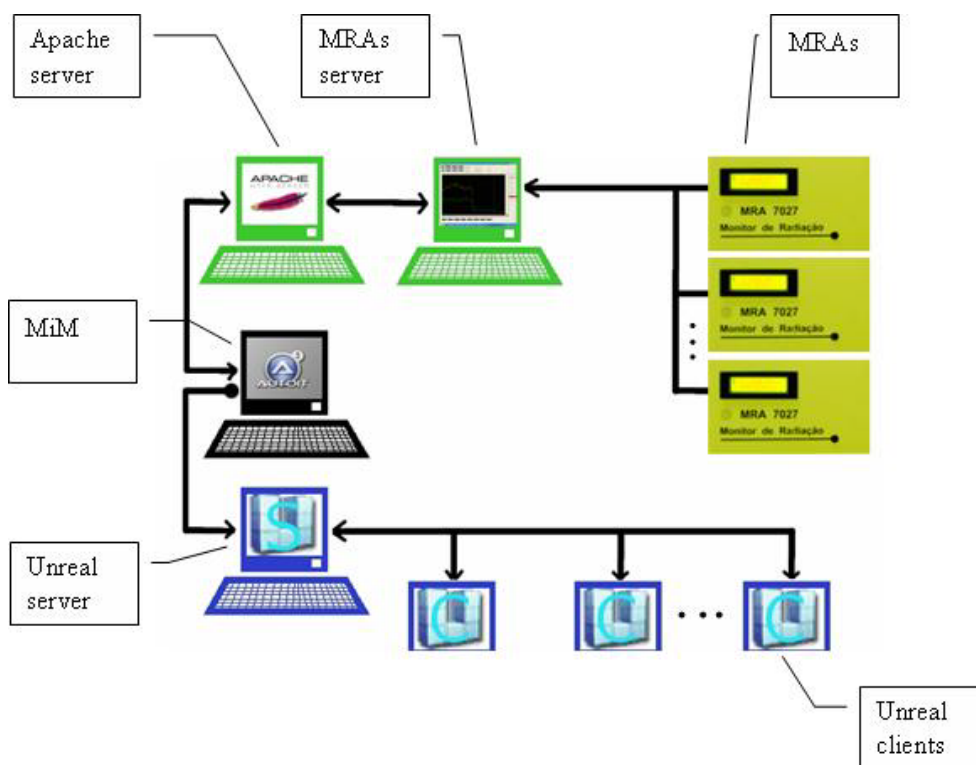 Apache
server
MRAs
server
MRAs
APACHE
MRA 7027
Monitor de Radiação
MRA 7027
Monitor de Radiação
MRA 7027
Monitor de Radiação
MiM
AUTOIT
3
Unreal
server
S
C
C
C
Unreal
clients